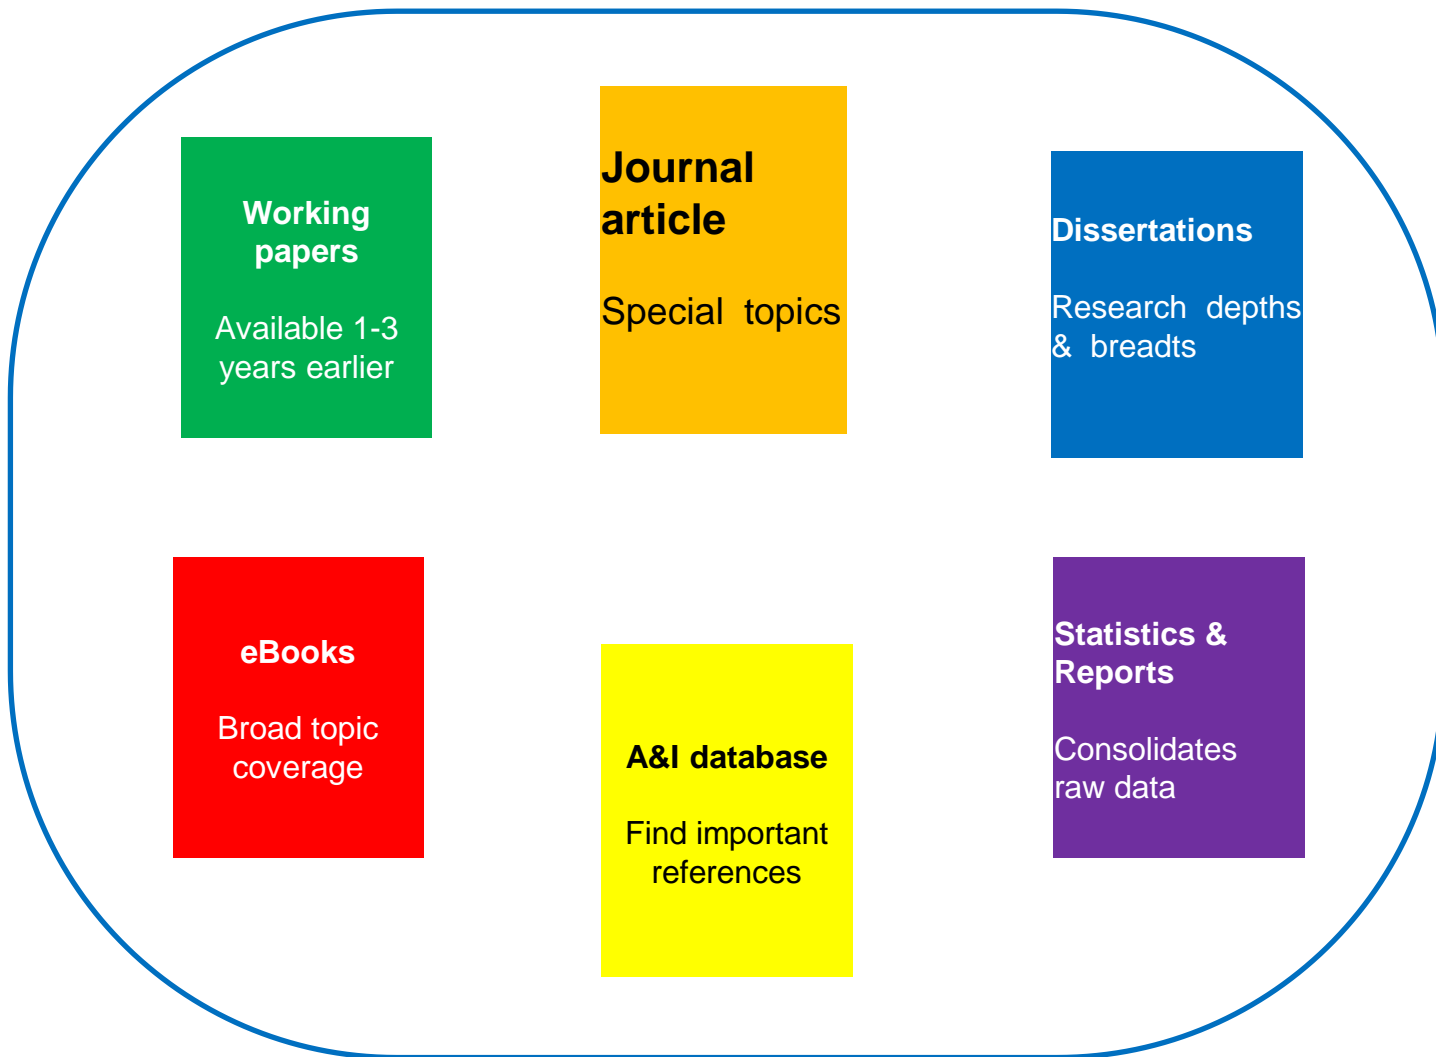 Working
papers
Available 1-3
years earlier
Journal
article
Special topics
Dissertations
Research depths
& breadts
eBooks
Broad topic
coverage
A&I database
Find important
references
Statistics &
Reports
Consolidates
raw data